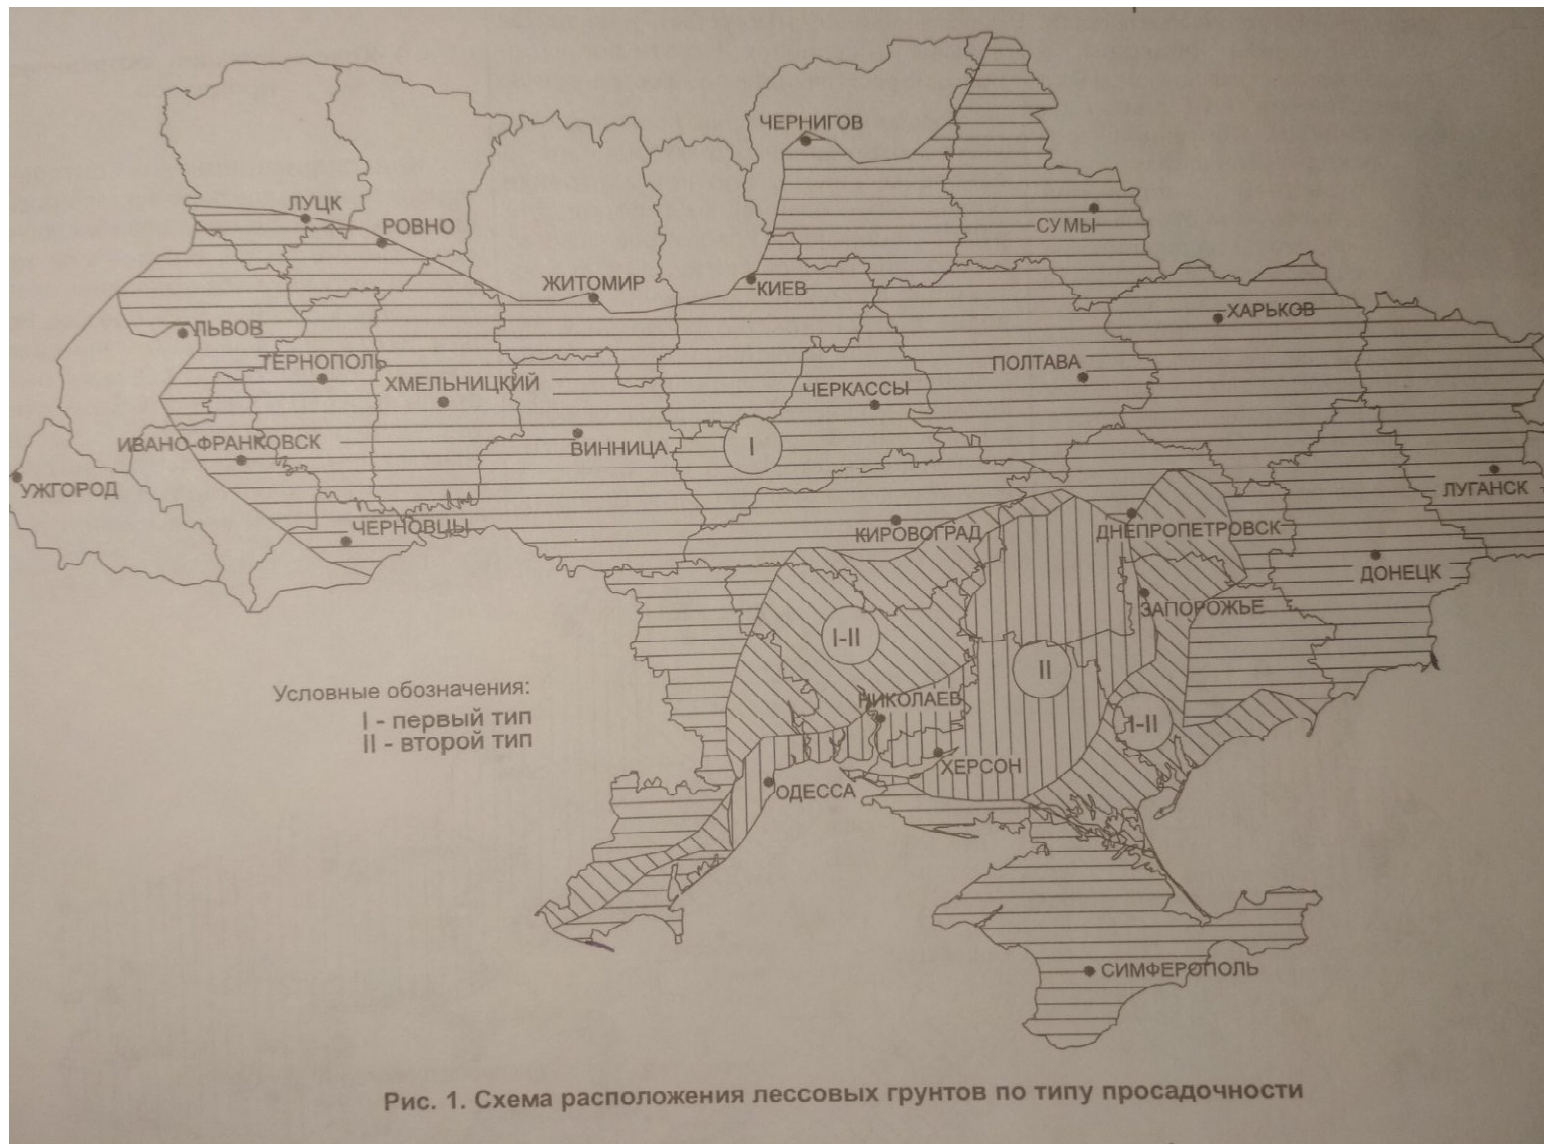 ЧЕРНИГОВ
ЛУЦК
РОВНО
СУМЫ
ЖИТОМИР
КИЕВ
ХАРЬКОВ
ЛЬВОВ
ТЕРНОПОЛЬ
ХМЕЛЬНИЦКИЙ
ПОЛТАВА
ЧЕРКАССЫ
ИВАНО-ФРАНКОВСК
ВИННИЦА
I
УЖГОРОД
ЛУГАНСК
ЧЕРНОВЦЫ
КИРОВОГРАД
ДНЕПРОПЕТРОВСК
ДОНЕЦК
ЗАПОРОЖЬЕ
I-II
II
НИКОЛАЕВ
I-II
ХЕРСОН
ОДЕССА
Условные обозначения:
I - первый тип
II - второй тип
СИМФЕРОПОЛЬ
Рис. 1. Схема расположения лессовых грунтов по типу просадочности